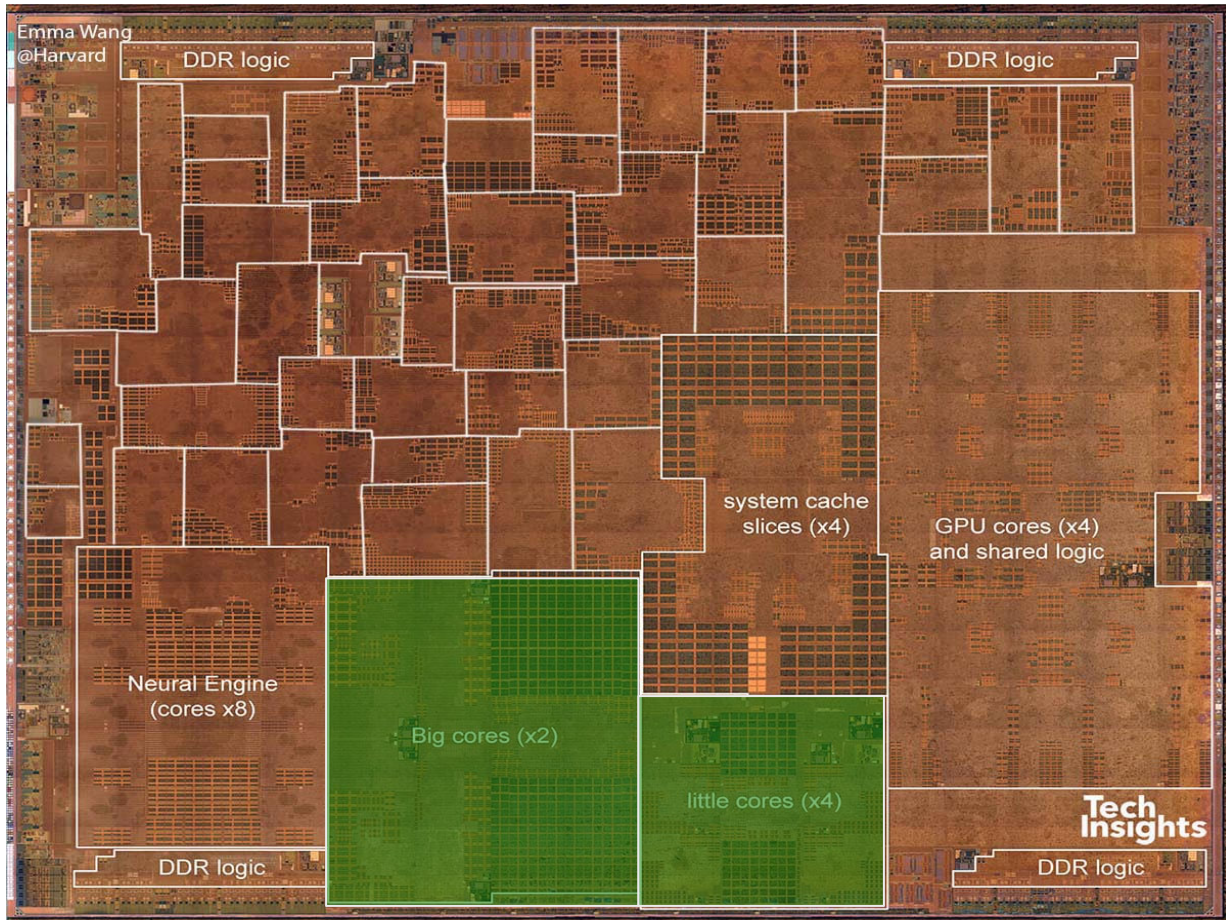 Emma Wang
@Harvard
DDR logic
DDR logic
system cache
slices (x4)
GPU cores (x4)
and shared logic
Neural Engine
(cores x8)
Big cores (x2)
little cores (x4)
Tech
Insights
DDR logic
DDR logic